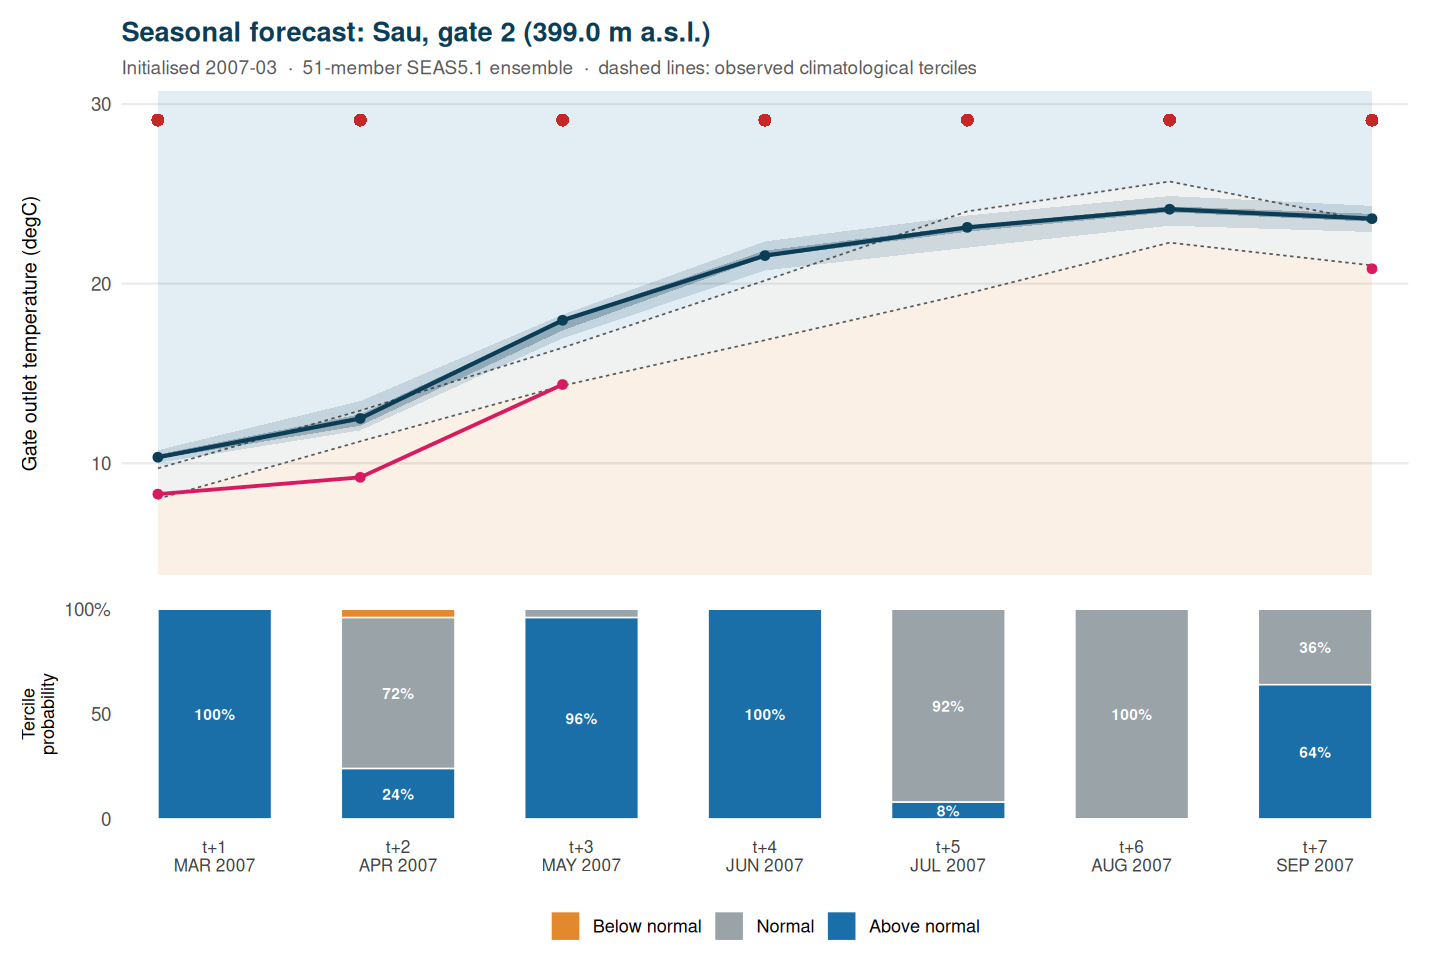 Seasonal forecast: Sau, gate 2 (399.0 m a.s.l.)
Initialised 2007-03 · 51-member SEAS5.1 ensemble · dashed lines: observed climatological terciles
Gate outlet temperature (degC)
30
20
10
Tercile
probability
100%
50
0
100%
72%
24%
96%
100%
92%
8%
100%
36%
64%
t+1
MAR 2007
t+2
APR 2007
t+3
MAY 2007
t+4
JUN 2007
t+5
JUL 2007
t+6
AUG 2007
t+7
SEP 2007
Below normal
Normal
Above normal